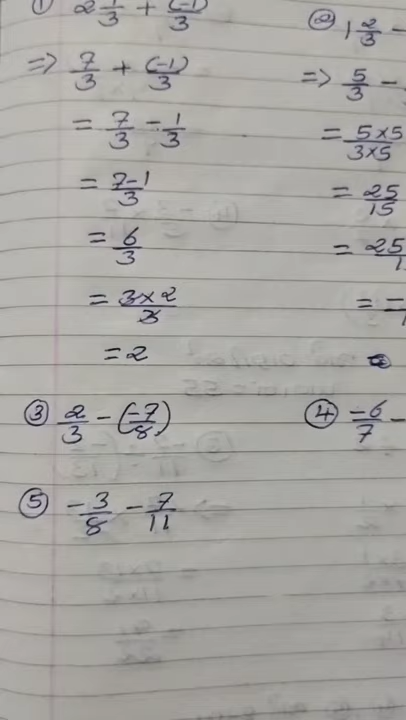 ① 2 1/3 + (-1)/3
⇒ 7/3 + (-1)/3
= 7/3 - 1/3
= 7-1/3
= 6/3
= 3×2/3
= 2
② 1 2/3 -
⇒ 5/3 -
= 5×5/3×5
= 25/15
= 25/1
= -
③ 2/3 - (-7/8)
④ -6/7 -
⑤ -3/8 - 7/11